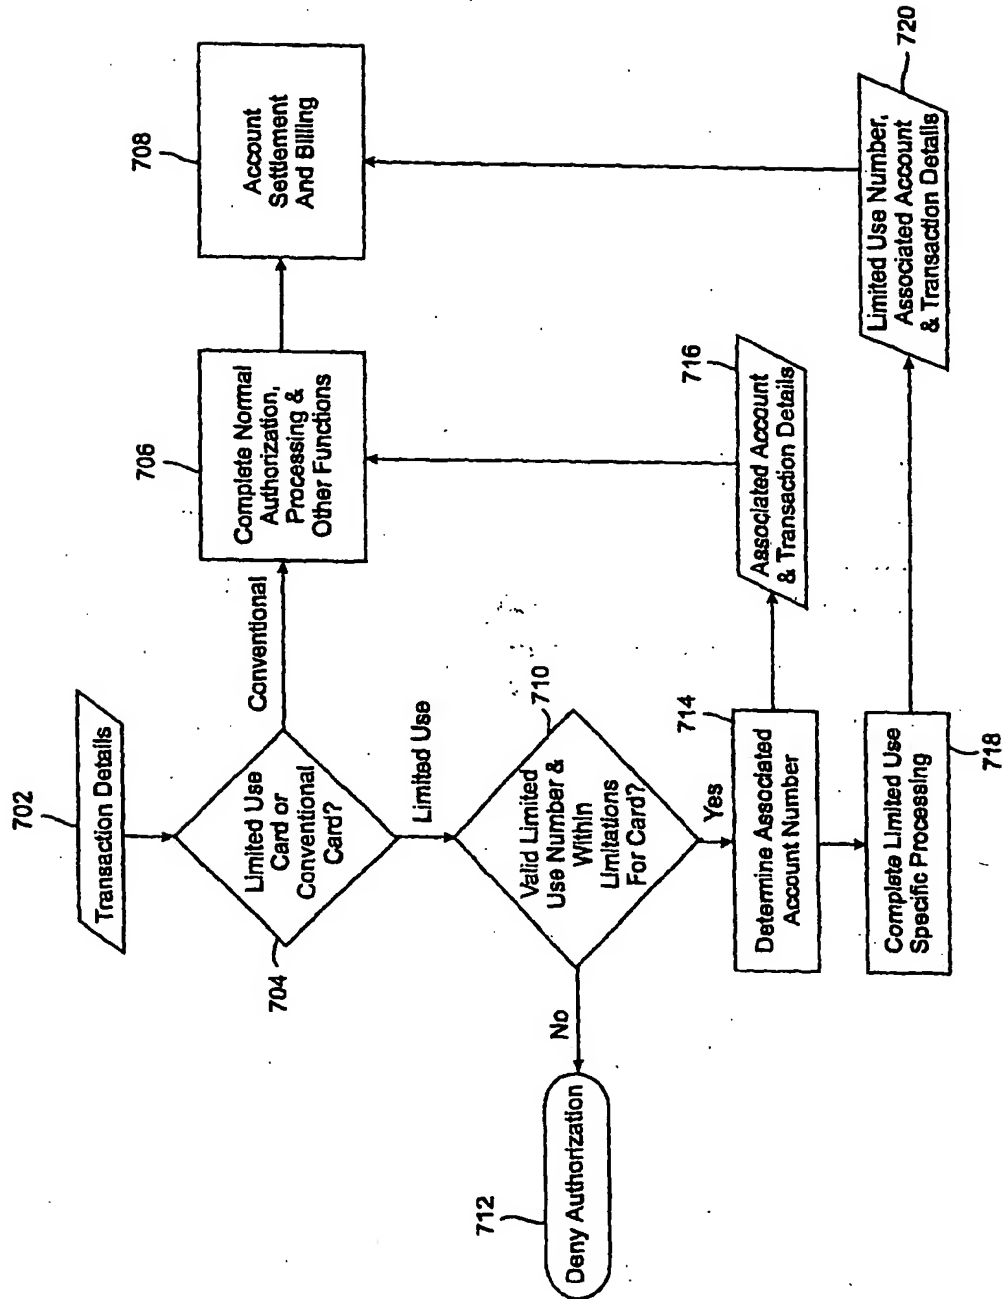 702
Transaction Details
704
Limited Use
Card or
Conventional
Card?
Conventional
706
Complete Normal
Authorization,
Processing &
Other Functions
708
Account
Settlement
And Billing
Limited Use
710
Valid Limited
Use Number &
Within
Limitations
For Card?
No
712
Deny Authorization
Yes
714
Determine Associated
Account Number
716
Associated Account
& Transaction Details
718
Complete Limited Use
Specific Processing
720
Limited Use Number,
Associated Account
& Transaction Details